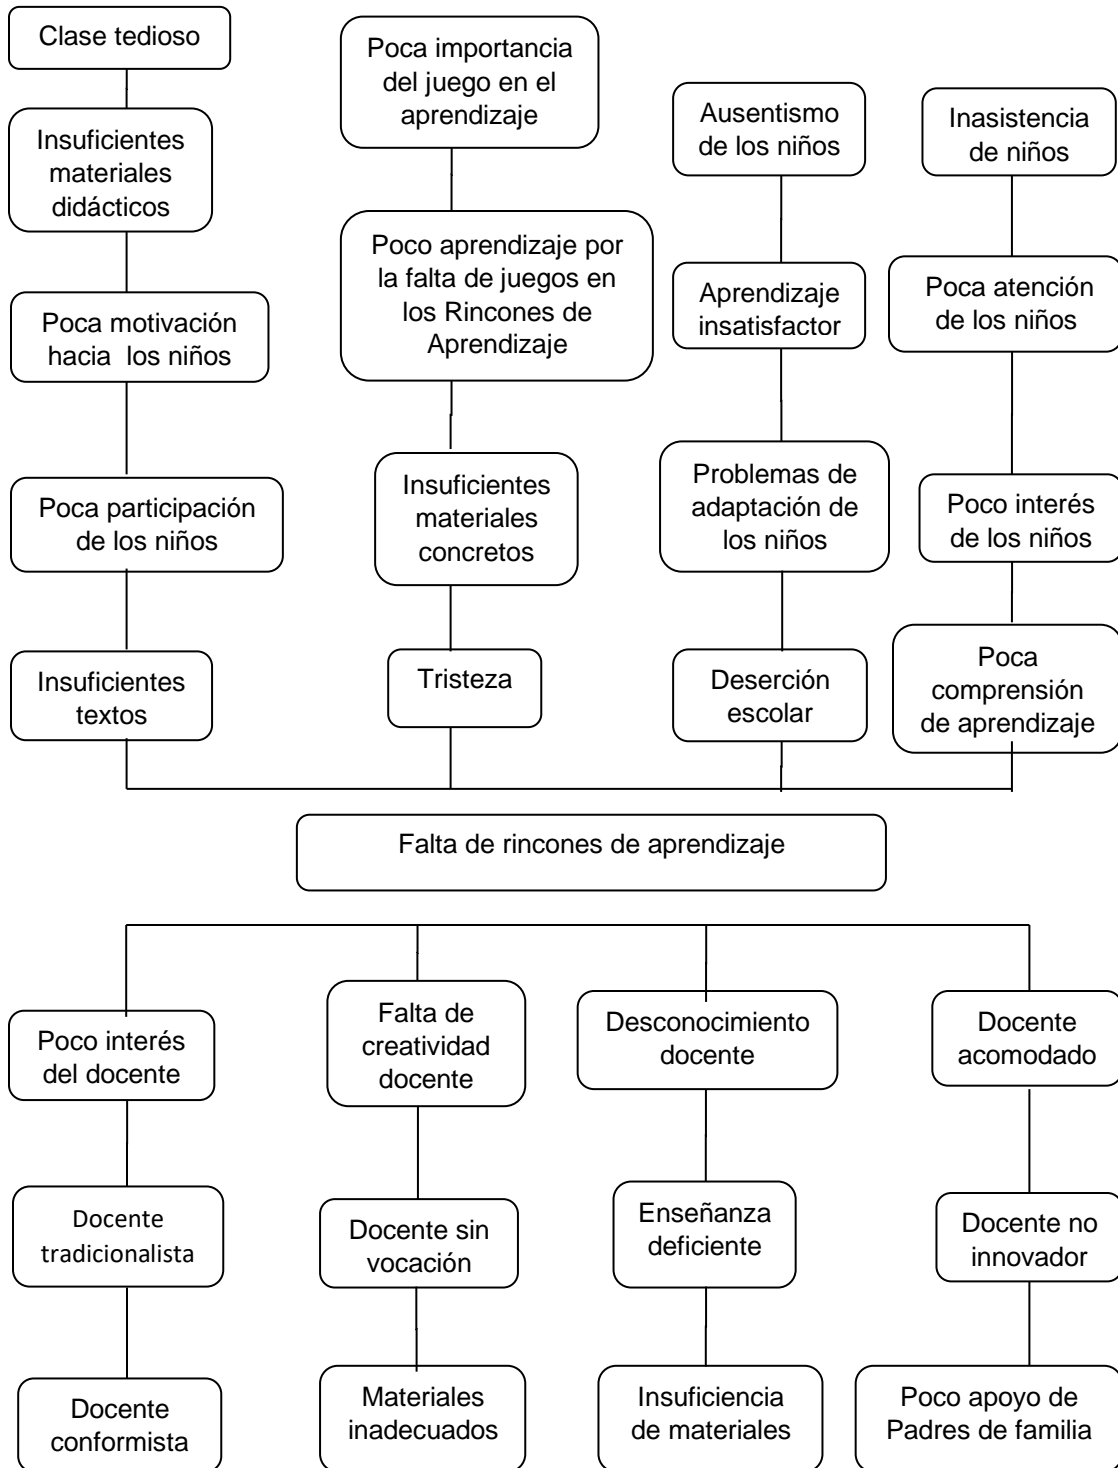 Clase tedioso
Insuficientes
materiales
didácticos
Poca motivación
hacia los niños
Poca participación
de los niños
Insuficientes
textos
Poca importancia
del juego en el
aprendizaje
Poco aprendizaje por
la falta de juegos en
los Rincones de
Aprendizaje
Insuficientes
materiales
concretos
Tristeza
Ausentismo
de los niños
Aprendizaje
insatisfactor
Problemas de
adaptación de
los niños
Deserción
escolar
Inasistencia
de niños
Poca atención
de los niños
Poco interés
de los niños
Poca
comprensión
de aprendizaje
Falta de rincones de aprendizaje
Poco interés
del docente
Docente
tradicionalista
Docente
conformista
Falta de
creatividad
docente
Docente sin
vocación
Materiales
inadecuados
Desconocimiento
docente
Enseñanza
deficiente
Insuficiencia
de materiales
Docente
acomodado
Docente no
innovador
Poco apoyo de
Padres de familia